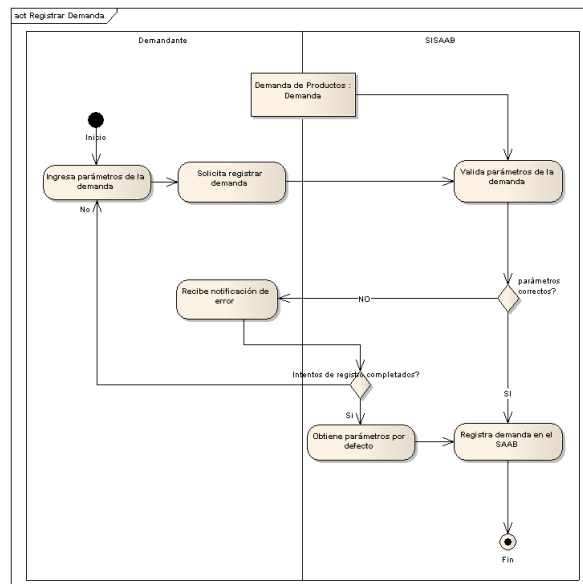 act Registrar Demanda
Demandante
SISAAB
Demanda de Productos :
Demanda
Inicio
Ingresa parámetros de la
demanda
Solicita registrar
demanda
Valida parámetros de la
demanda
No
parámetros
correctos?
Recibe notificación de
error
NO
Intentos de registro completados?
SI
Si
Obtiene parámetros por
defecto
Registra demanda en el
SAAB
Fin